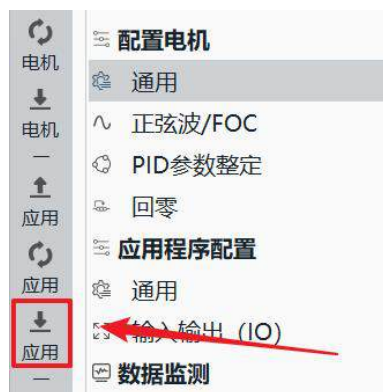 电机
电机
应用
应用
应用
配置电机
通用
正弦波/FOC
PID参数整定
回零
应用程序配置
通用
输入输出（IO）
数据监测